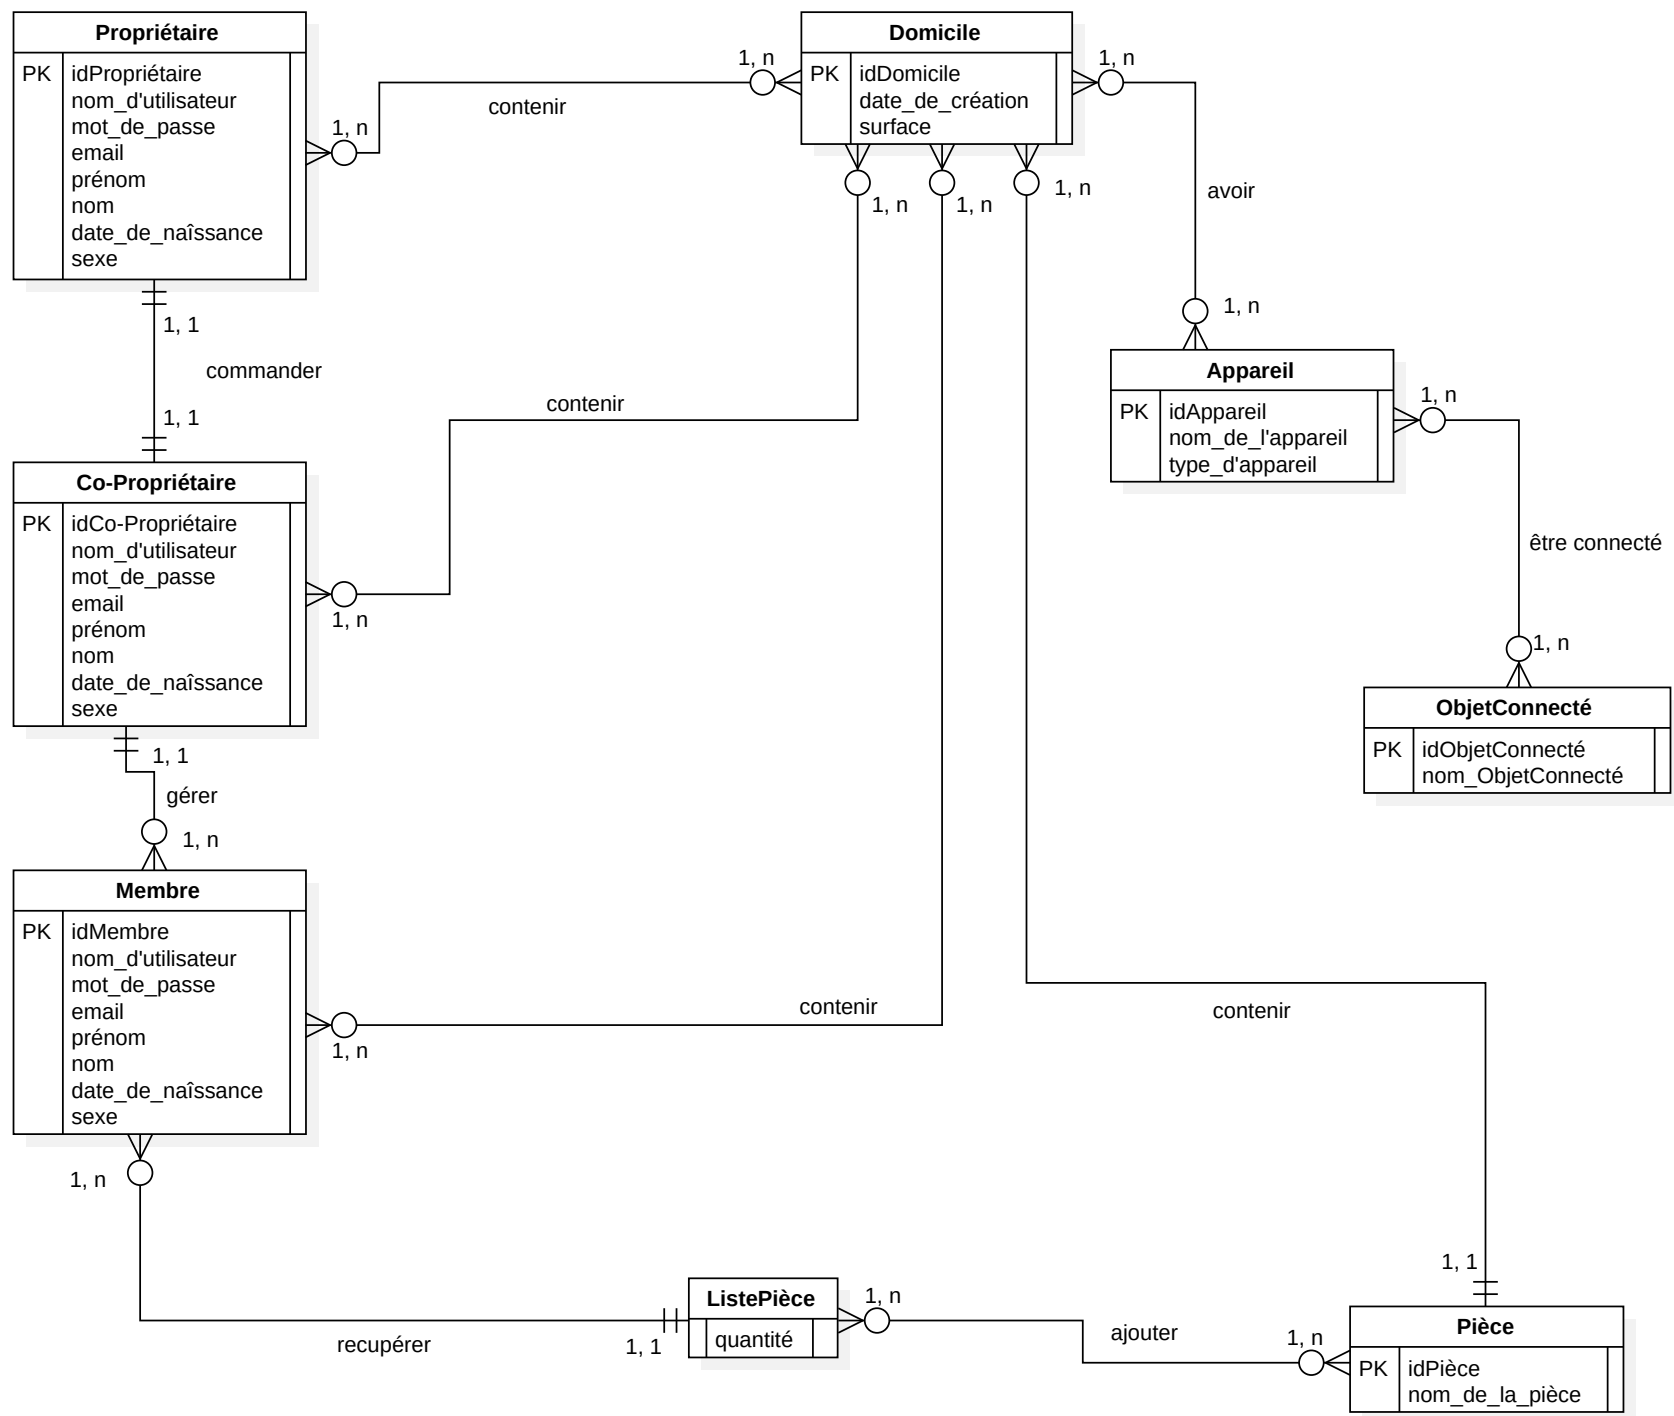 Propriétaire
PK
idPropriétaire
nom_d'utilisateur
mot_de_passe
email
prénom
nom
date_de_naîssance
sexe
1, n
contenir
1, n
Domicile
PK
idDomicile
date_de_création
surface
1, n
1, n
1, n
1, n
avoir
1, n
1, 1
commander
1, 1
contenir
Appareil
PK
idAppareil
nom_de_l'appareil
type_d'appareil
1, n
être connecté
1, n
Co-Propriétaire
PK
idCo-Propriétaire
nom_d'utilisateur
mot_de_passe
email
prénom
nom
date_de_naîssance
sexe
1, n
ObjetConnecté
PK
idObjetConnecté
nom_ObjetConnecté
1, 1
gérer
1, n
Membre
PK
idMembre
nom_d'utilisateur
mot_de_passe
email
prénom
nom
date_de_naîssance
sexe
1, n
contenir
contenir
1, n
recupérer
1, 1
ListePièce
quantité
1, n
ajouter
1, n
1, 1
Pièce
PK
idPièce
nom_de_la_pièce